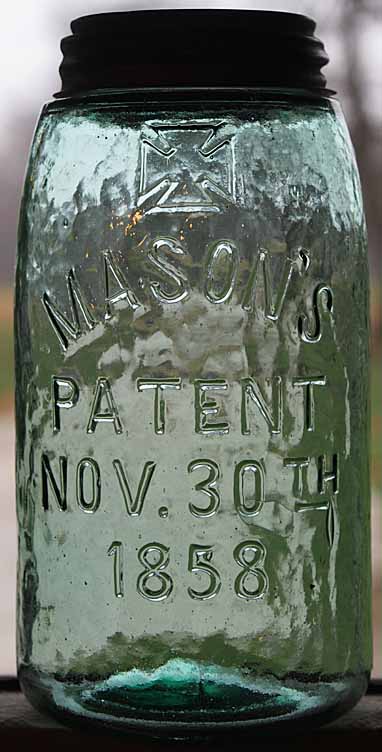 MASON'S
PATENT
NOV. 30TH
1858